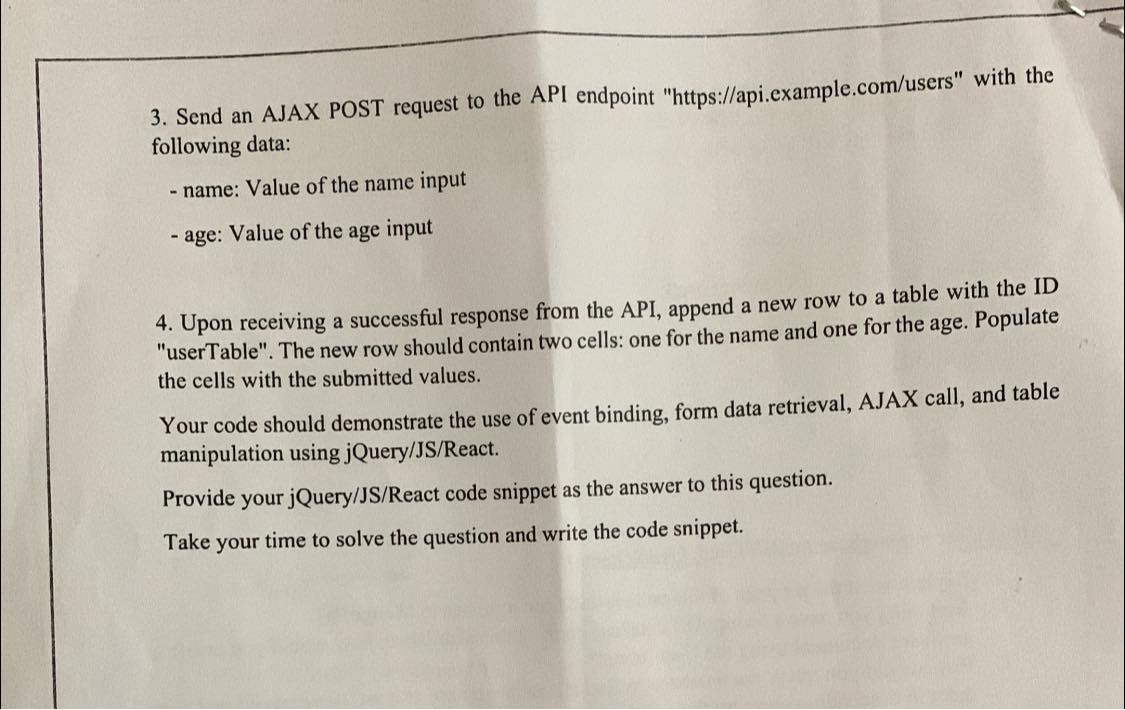 3. Send an AJAX POST request to the API endpoint "https://api.example.com/users" with the
following data:
- name: Value of the name input
- age: Value of the age input
4. Upon receiving a successful response from the API, append a new row to a table with the ID
"userTable". The new row should contain two cells: one for the name and one for the age. Populate
the cells with the submitted values.
Your code should demonstrate the use of event binding, form data retrieval, AJAX call, and table
manipulation using jQuery/JS/React.
Provide your jQuery/JS/React code snippet as the answer to this question.
Take your time to solve the question and write the code snippet.